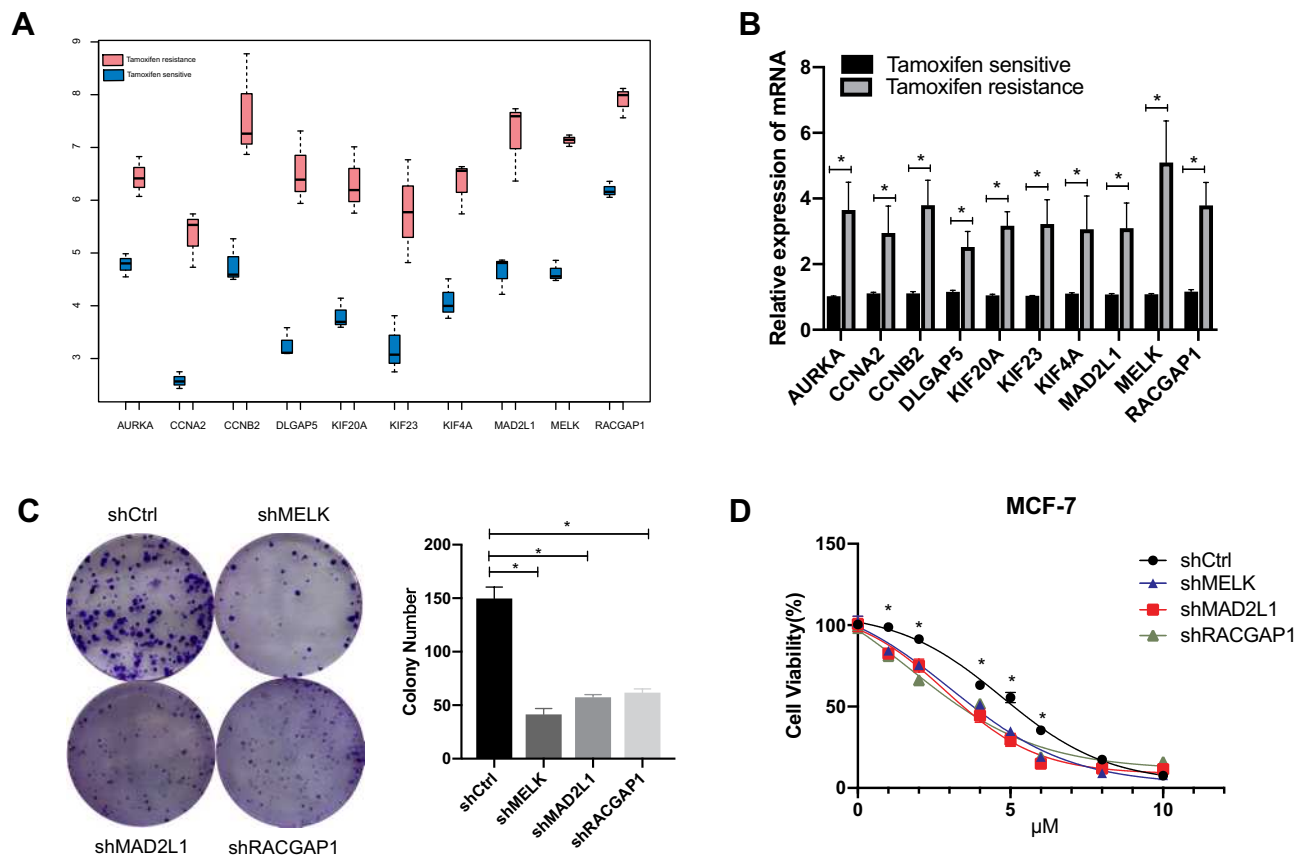 A
9
8
7
6
5
4
3
Tamoxifen resistance
Tamoxifen sensitive
AURKA CCNA2 CCNB2 DLGAP5 KIF20A KIF23 KIF4A MAD2L1 MELK RACGAP1
B
Relative expression of mRNA
8
6
4
2
0
Tamoxifen sensitive
Tamoxifen resistance
* * * * * * * * * *
AURKA
CCNA2
CCNB2
DLGAP5
KIF20A
KIF23
KIF4A
MAD2L1
MELK
RACGAP1
C
shCtrl shMELK
shMAD2L1 shRACGAP1
Colony Number
200
150
100
50
0
*
*
*
shCtrl
shMELK
shMAD2L1
shRACGAP1
D
MCF-7
Cell Viability(%)
150
100
50
0
* * * * *
0 5 10
μM
shCtrl
shMELK
shMAD2L1
shRACGAP1